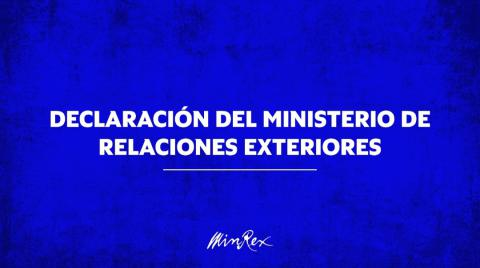 DECLARACIÓN DEL MINISTERIO DE
RELACIONES EXTERIORES
MinRex